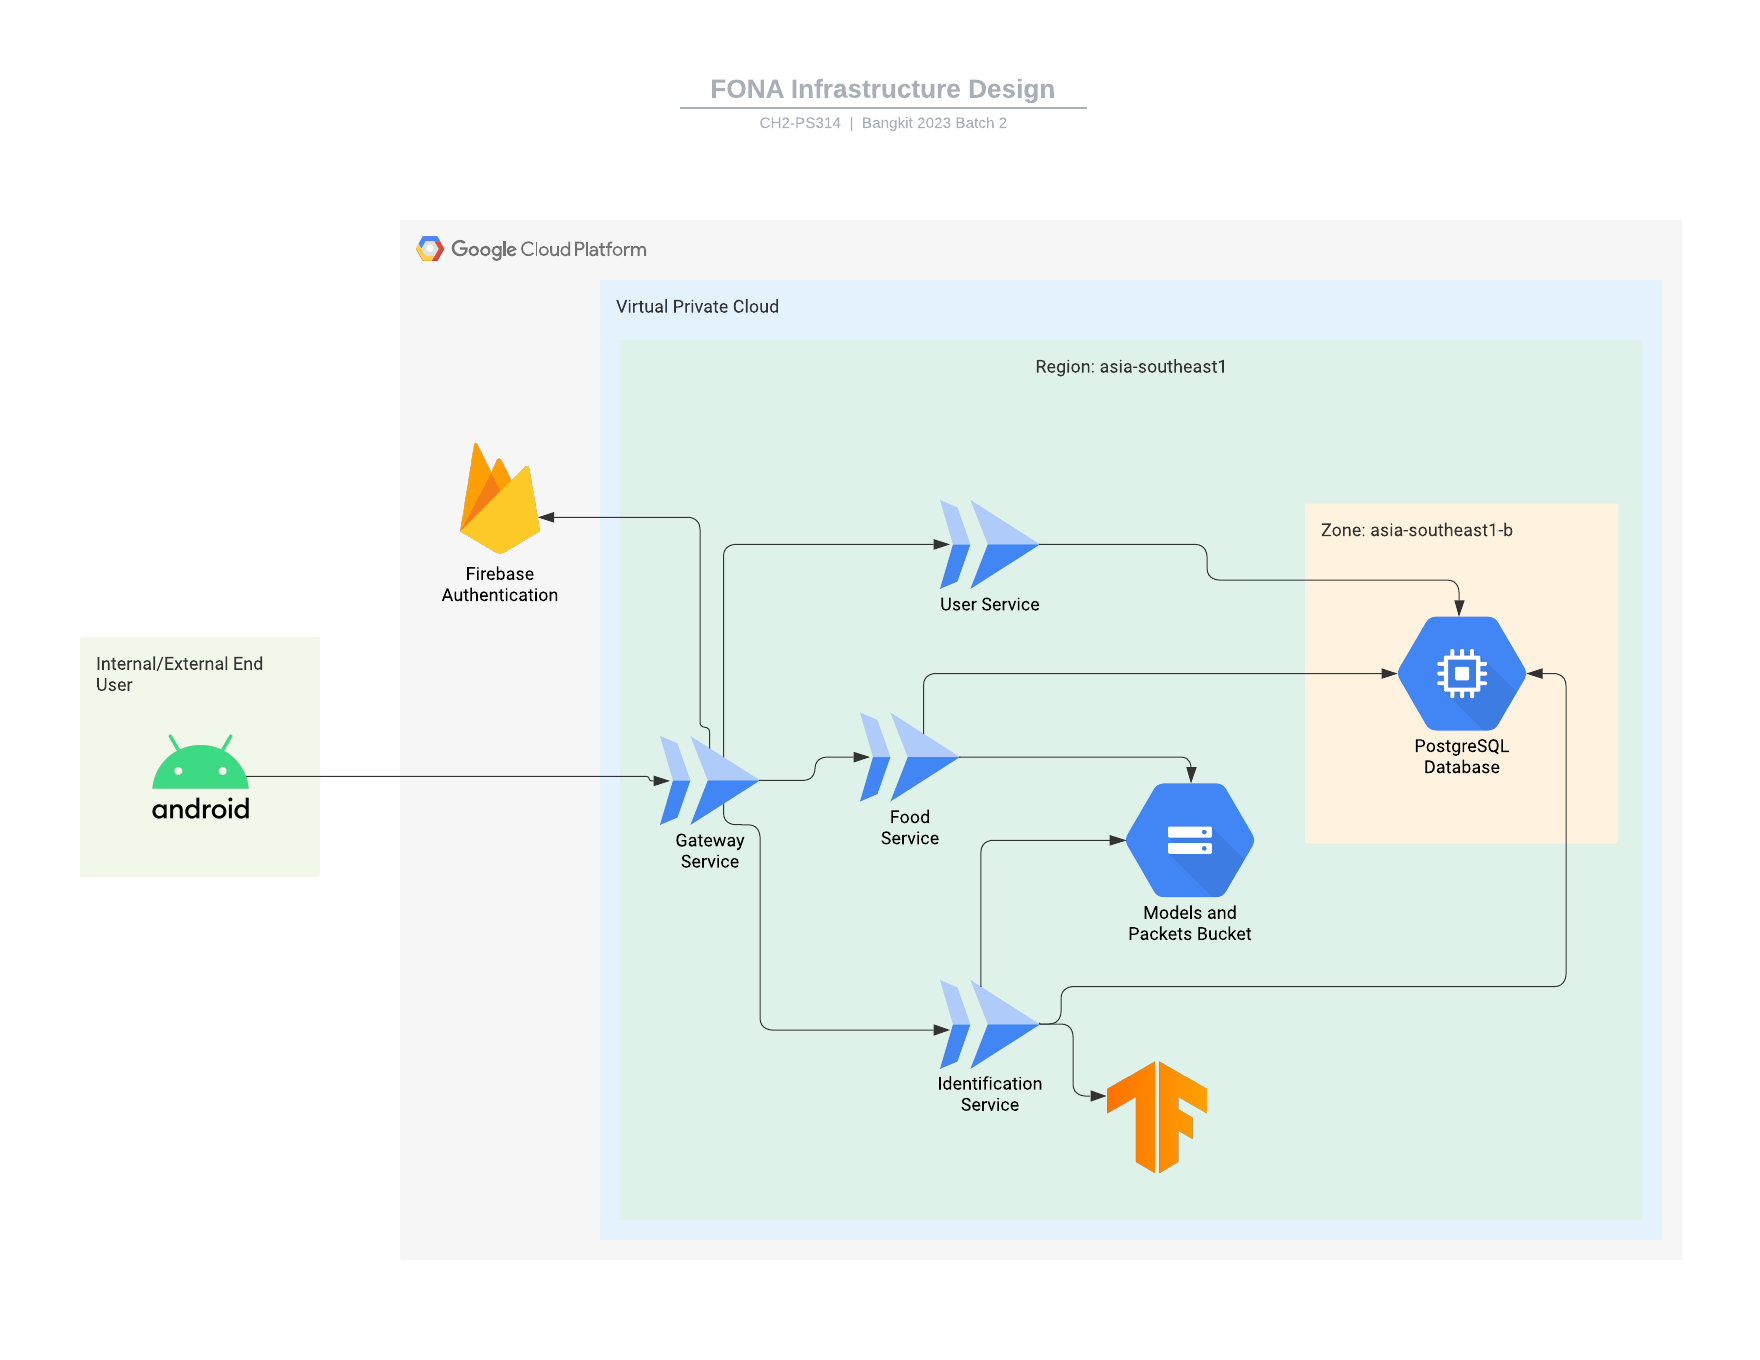 FONA Infrastructure Design
CH2-PS314 | Bangkit 2023 Batch 2
Google Cloud Platform
Virtual Private Cloud
Region: asia-southeast1
Zone: asia-southeast1-b
Firebase
Authentication
User Service
Internal/External End
User
android
PostgreSQL
Database
Gateway
Service
Food
Service
Models and
Packets Bucket
Identification
Service